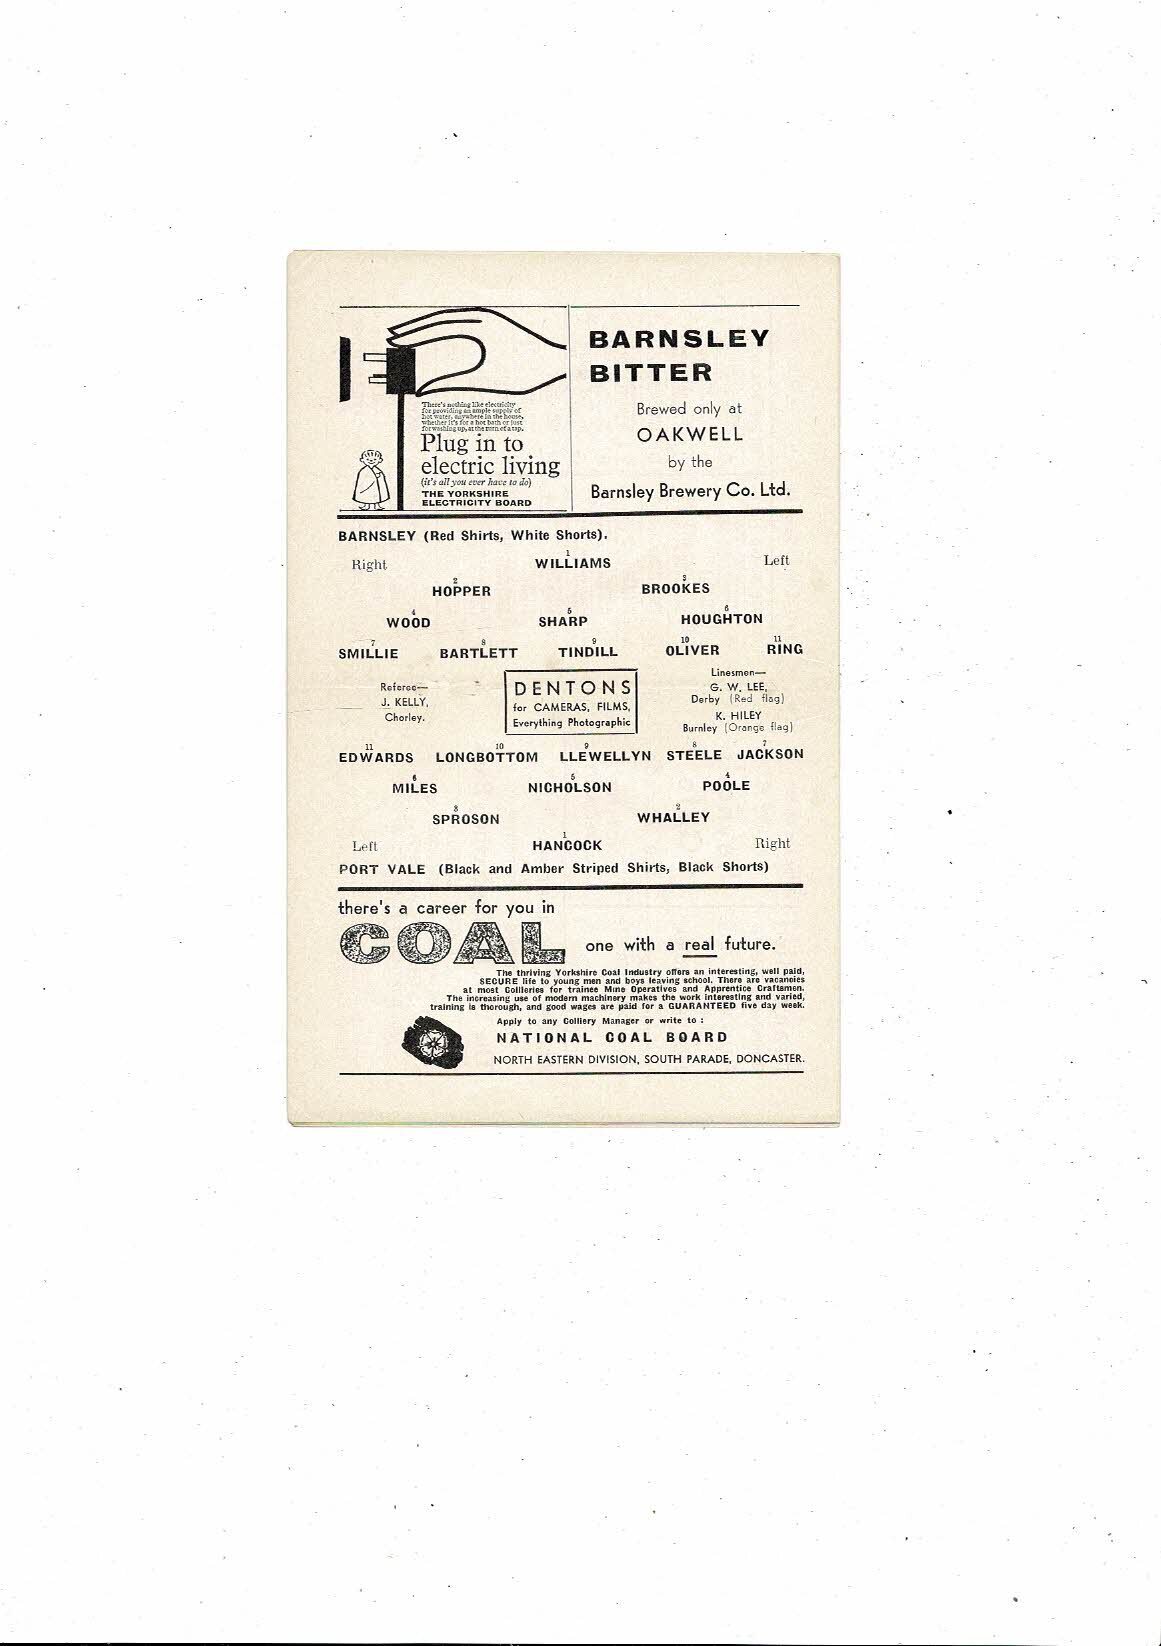 There's nothing like electricity
for providing an ample supply of
hot water, anywhere in the house,
whether it's for a hot bath or just
for washing up, at the turn of a tap.
Plug in to
electric living
(it's all you ever have to do)
THE YORKSHIRE
ELECTRICITY BOARD
BARNSLEY
BITTER
Brewed only at
OAKWELL
by the
Barnsley Brewery Co. Ltd.
BARNSLEY (Red Shirts, White Shorts).
1
Right WILLIAMS Left
2 3
HOPPER BROOKES
4 5 6
WOOD SHARP HOUGHTON
7 8 9 10 11
SMILLIE BARTLETT TINDILL OLIVER RING
Referee—
J. KELLY,
Chorley.
DENTONS
for CAMERAS, FILMS,
Everything Photographic
Linesmen—
G. W. LEE,
Derby (Red flag)
K. HILEY
Burnley (Orange flag)
11 10 9 8 7
EDWARDS LONGBOTTOM LLEWELLYN STEELE JACKSON
6 5 4
MILES NICHOLSON POOLE
3 2
SPROSON WHALLEY
1
Left HANCOCK Right
PORT VALE (Black and Amber Striped Shirts, Black Shorts)
there's a career for you in
COAL one with a real future.
The thriving Yorkshire Coal Industry offers an interesting, well paid,
SECURE life to young men and boys leaving school. There are vacancies
at most Collieries for trainee Mine Operatives and Apprentice Craftsmen.
The increasing use of modern machinery makes the work interesting and varied,
training is thorough, and good wages are paid for a GUARANTEED five day week.
Apply to any Colliery Manager or write to :
NATIONAL COAL BOARD
NORTH EASTERN DIVISION, SOUTH PARADE, DONCASTER.